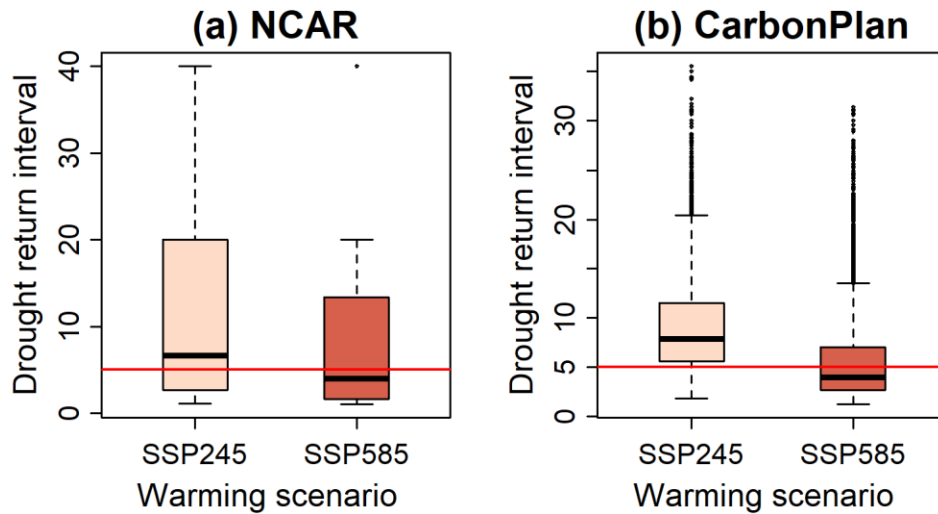 (a) NCAR
Drought return interval
40
30
20
10
0
SSP245 SSP585
Warming scenario
(b) CarbonPlan
Drought return interval
30
20
10
5
0
SSP245 SSP585
Warming scenario